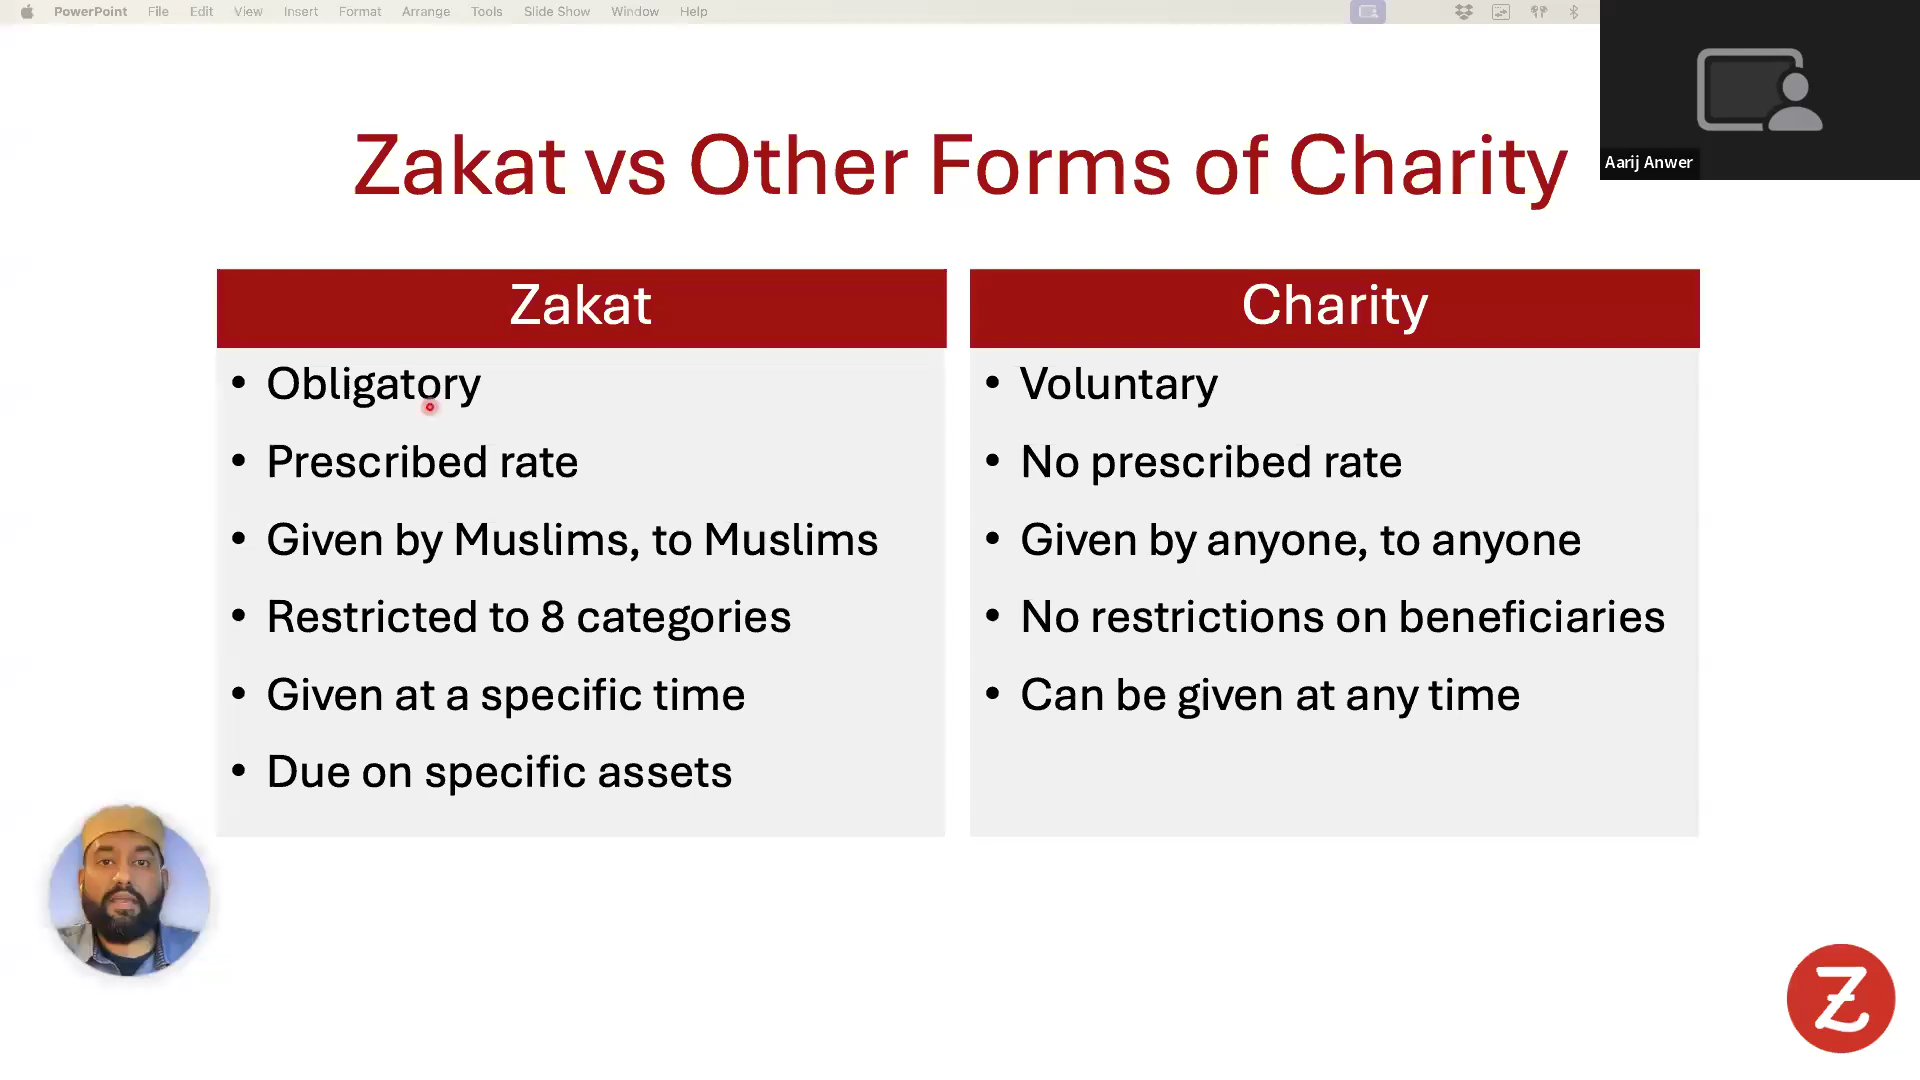 PowerPoint File Edit View Insert Format Arrange Tools Slide Show Window Help
Aarij Anwer
Zakat vs Other Forms of Charity
Zakat
• Obligatory
• Prescribed rate
• Given by Muslims, to Muslims
• Restricted to 8 categories
• Given at a specific time
• Due on specific assets
Charity
• Voluntary
• No prescribed rate
• Given by anyone, to anyone
• No restrictions on beneficiaries
• Can be given at any time
Z